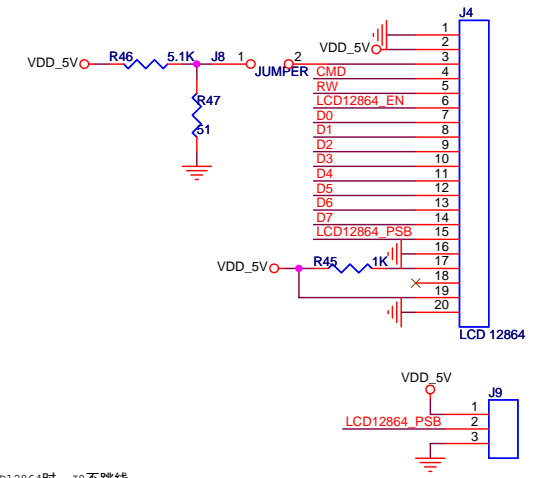 J4
VDD_5V
R46
5.1K
J8
1
JUMPER
2
R47
51
VDD_5V
1
2
3
CMD 4
RW 5
LCD12864_EN 6
D0 7
D1 8
D2 9
D3 10
D4 11
D5 12
D6 13
D7 14
LCD12864_PSB 15
16
17
18
19
20
VDD_5V
R45
1K
LCD 12864
VDD_5V
J9
1
LCD12864_PSB 2
3